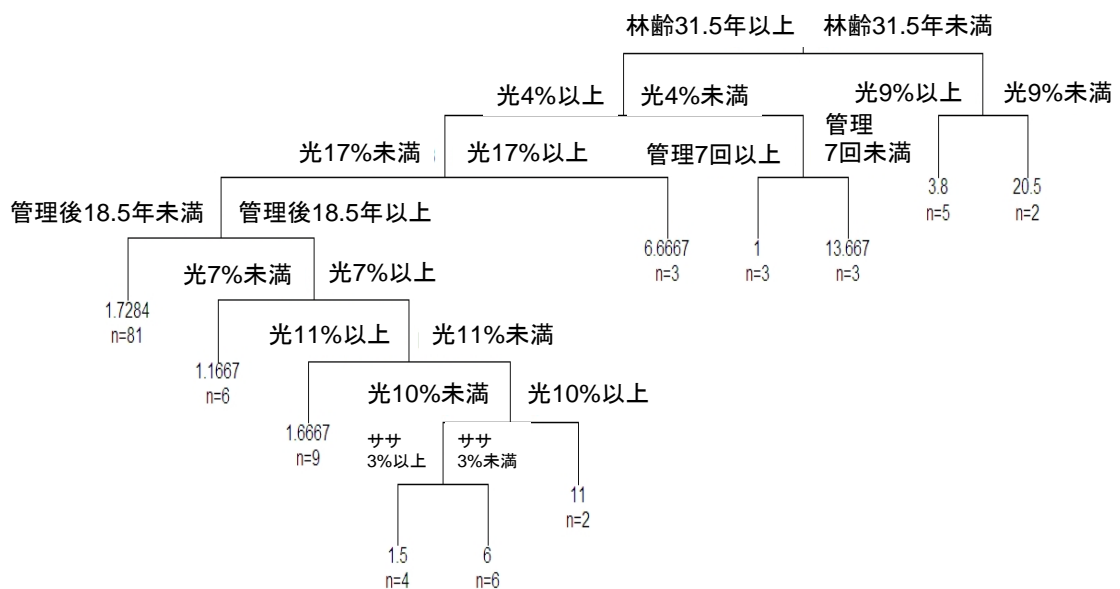 林齢31.5年以上 林齢31.5年未満
光4%以上 光4%未満 光9%以上 光9%未満
光17%未満 光17%以上 管理7回以上 管理
7回未満
3.8 20.5
n=5 n=2
管理後18.5年未満 管理後18.5年以上
6.6667 1 13.667
n=3 n=3 n=3
光7%未満 光7%以上
1.7284
n=81
光11%以上 光11%未満
1.1667
n=6
光10%未満 光10%以上
1.6667
n=9
ササ ササ
3%以上 3%未満
11
n=2
1.5 6
n=4 n=6